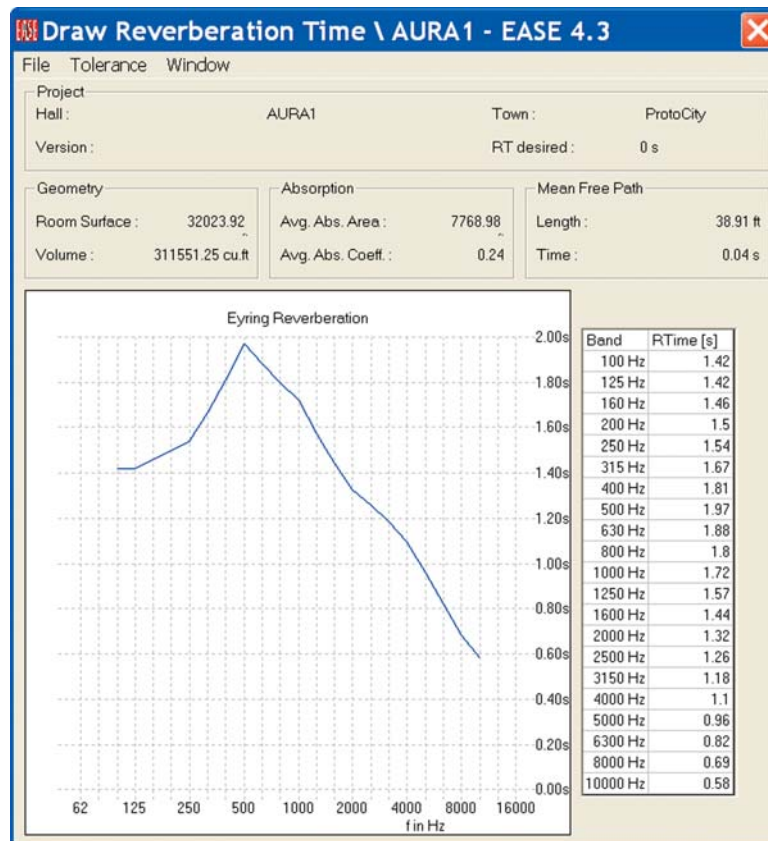 EASE Draw Reverberation Time \ AURA1 - EASE 4.3
File Tolerance Window
Project
Hall : AURA1 Town : ProtoCity
Version : RT desired : 0 s
Geometry Absorption Mean Free Path
Room Surface : 32023.92 Avg. Abs. Area : 7768.98 Length : 38.91 ft
Volume : 311551.25 cu.ft Avg. Abs. Coeff. : 0.24 Time : 0.04 s
Eyring Reverberation
2.00s
1.80s
1.60s
1.40s
1.20s
1.00s
0.80s
0.60s
0.40s
0.20s
0.00s
62 125 250 500 1000 2000 4000 8000 16000
f in Hz
Band RTime [s]
100 Hz 1.42
125 Hz 1.42
160 Hz 1.46
200 Hz 1.5
250 Hz 1.54
315 Hz 1.67
400 Hz 1.81
500 Hz 1.97
630 Hz 1.88
800 Hz 1.8
1000 Hz 1.72
1250 Hz 1.57
1600 Hz 1.44
2000 Hz 1.32
2500 Hz 1.26
3150 Hz 1.18
4000 Hz 1.1
5000 Hz 0.96
6300 Hz 0.82
8000 Hz 0.69
10000 Hz 0.58